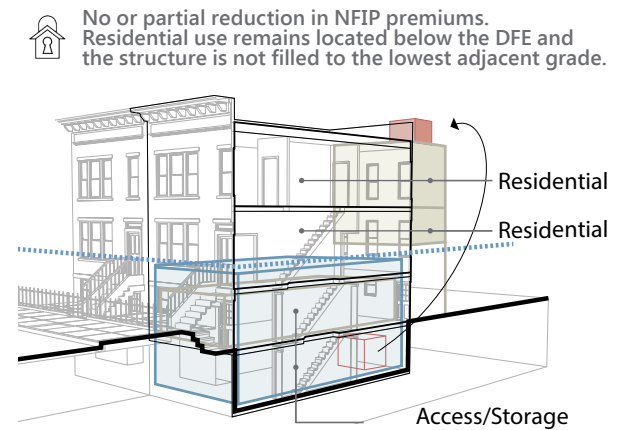 No or partial reduction in NFIP premiums.
Residential use remains located below the DFE and
the structure is not filled to the lowest adjacent grade.
Residential
Residential
Access/Storage